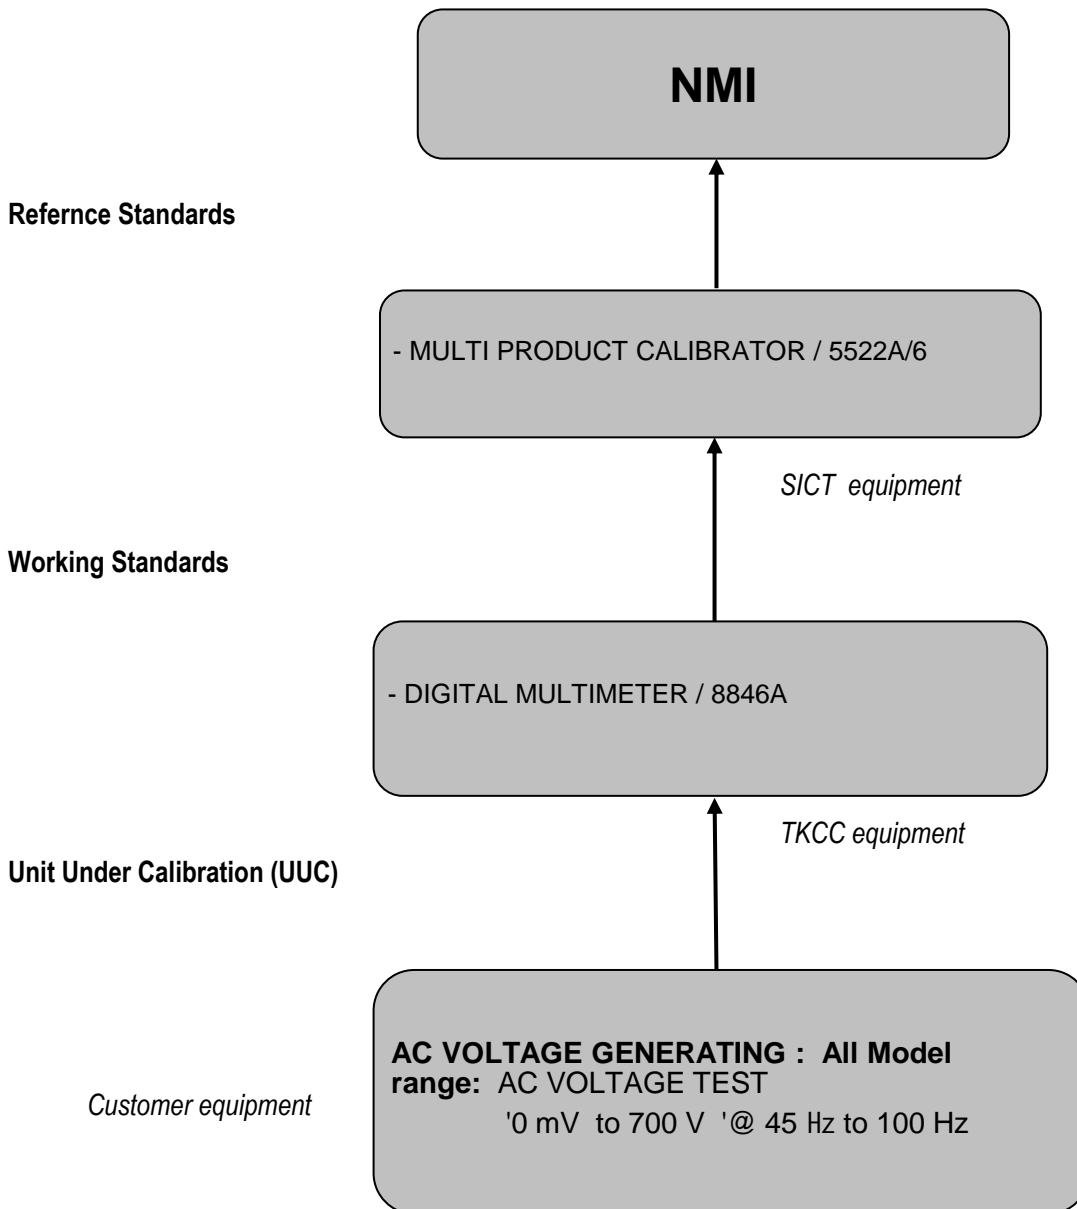 NMI
Refernce Standards
- MULTI PRODUCT CALIBRATOR / 5522A/6
SICT equipment
Working Standards
- DIGITAL MULTIMETER / 8846A
TKCC equipment
Unit Under Calibration (UUC)
AC VOLTAGE GENERATING : All Model
range: AC VOLTAGE TEST
Customer equipment
'0 mV to 700 V '@ 45 Hz to 100 Hz